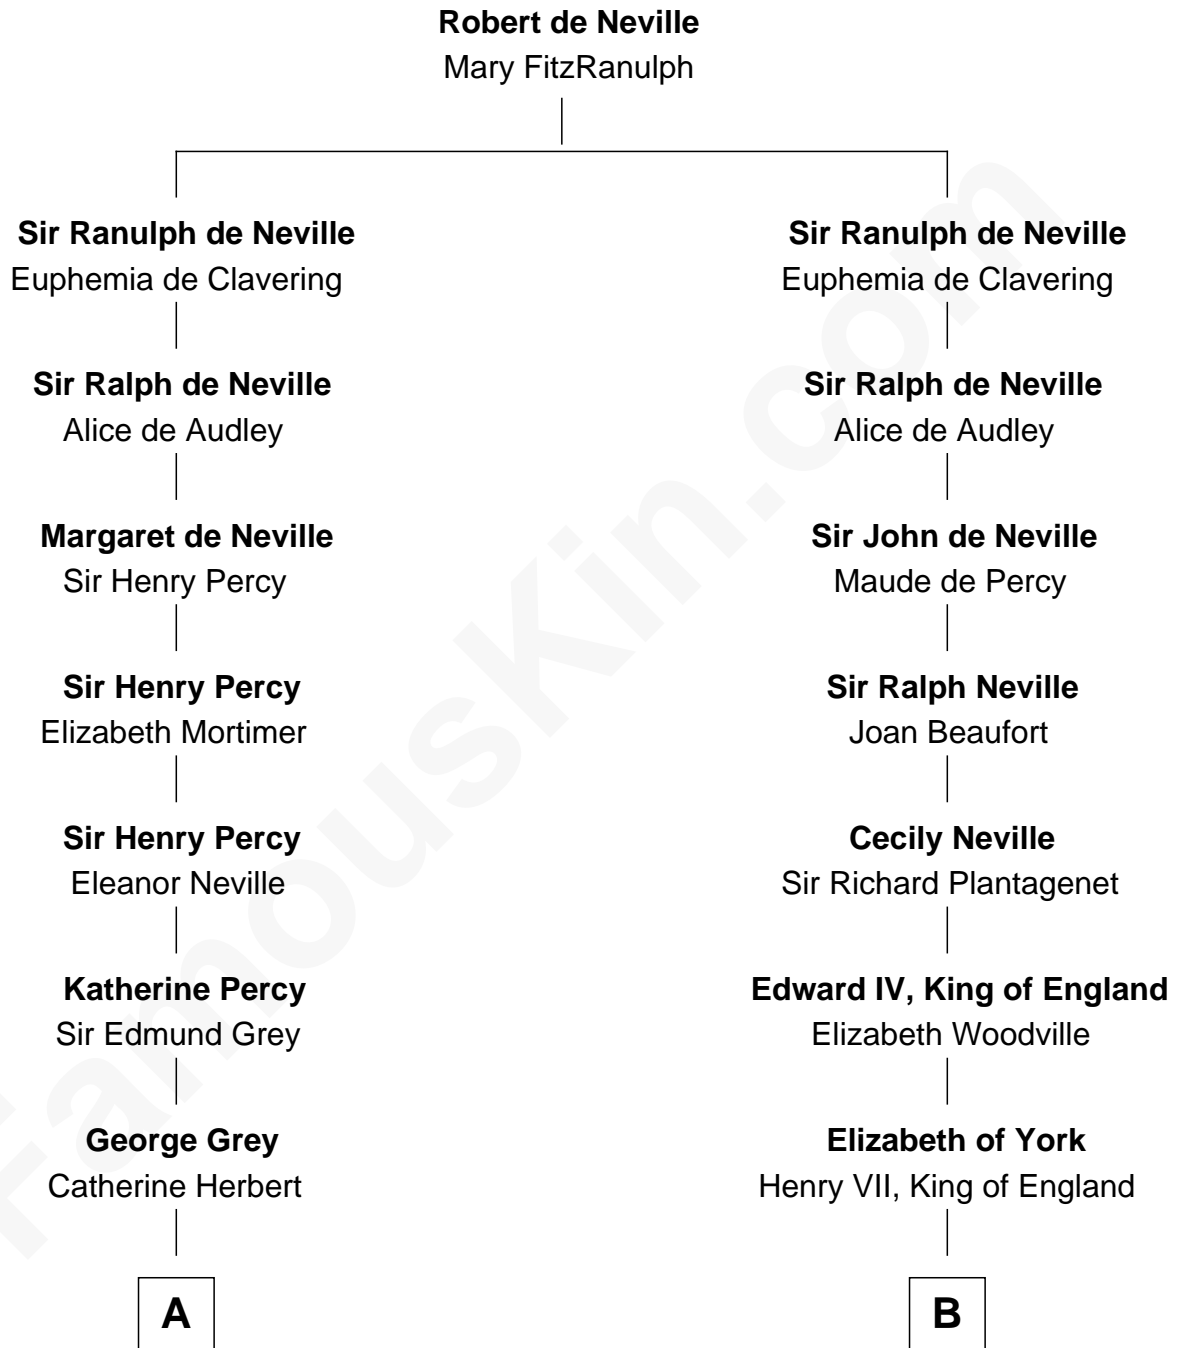 Robert de Neville
Mary FitzRanulph
Sir Ranulph de Neville
Euphemia de Clavering
Sir Ranulph de Neville
Euphemia de Clavering
Sir Ralph de Neville
Alice de Audley
Sir Ralph de Neville
Alice de Audley
Margaret de Neville
Sir Henry Percy
Sir John de Neville
Maude de Percy
Sir Henry Percy
Elizabeth Mortimer
Sir Ralph Neville
Joan Beaufort
Sir Henry Percy
Eleanor Neville
Cecily Neville
Sir Richard Plantagenet
Katherine Percy
Sir Edmund Grey
Edward IV, King of England
Elizabeth Woodville
George Grey
Catherine Herbert
Elizabeth of York
Henry VII, King of England
A
B
FamousKin.com